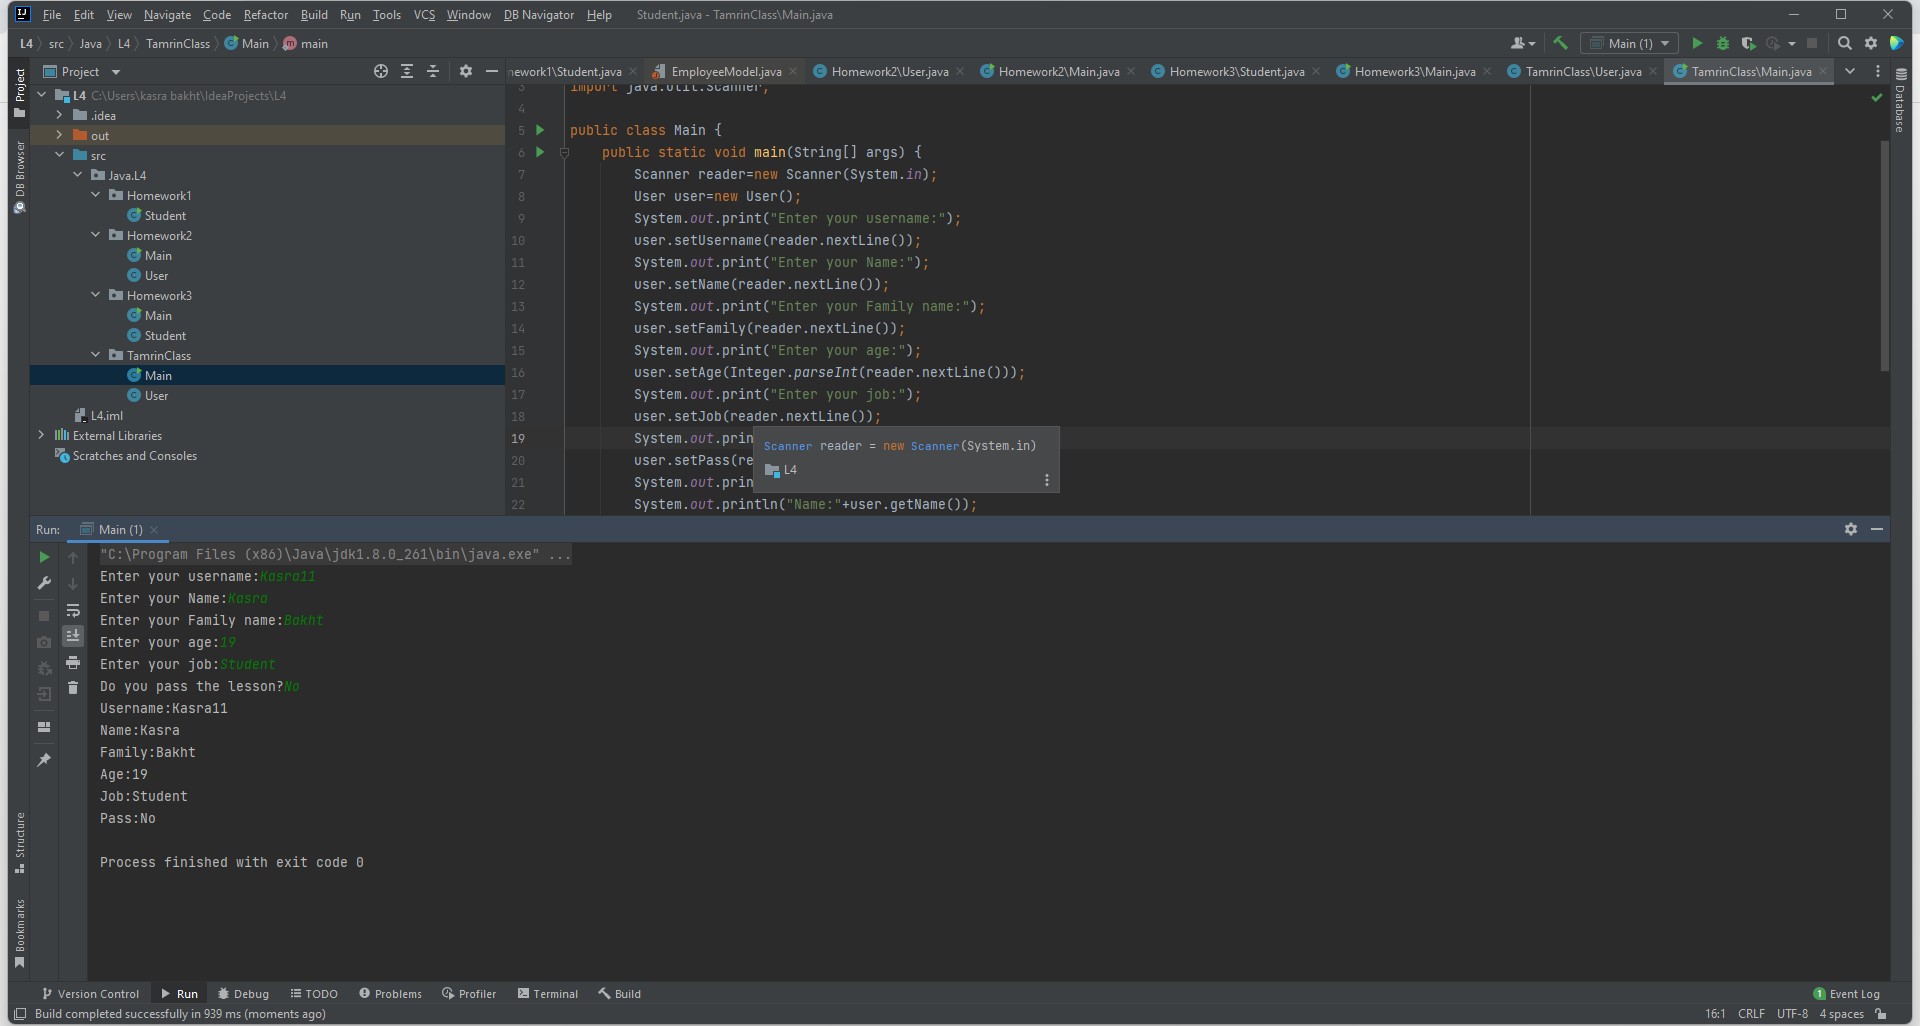 File Edit View Navigate Code Refactor Build Run Tools VCS Window DB Navigator Help Student.java - TamrinClass\Main.java
L4 src Java L4 TamrinClass Main main Main (1)
Project
nework1\Student.java EmployeeModel.java Homework2\User.java Homework2\Main.java Homework3\Student.java Homework3\Main.java TamrinClass\User.java TamrinClass\Main.java
Project
DB Browser
Structure
Bookmarks
Database
L4 C:\Users\kasra bakht\IdeaProjects\L4
.idea
out
src
Java.L4
Homework1
Student
Homework2
Main
User
Homework3
Main
Student
TamrinClass
Main
User
L4.iml
External Libraries
Scratches and Consoles
3 import java.util.Scanner;
4
5 public class Main {
6 public static void main(String[] args) {
7 Scanner reader=new Scanner(System.in);
8 User user=new User();
9 System.out.print("Enter your username:");
10 user.setUsername(reader.nextLine());
11 System.out.print("Enter your Name:");
12 user.setName(reader.nextLine());
13 System.out.print("Enter your Family name:");
14 user.setFamily(reader.nextLine());
15 System.out.print("Enter your age:");
16 user.setAge(Integer.parseInt(reader.nextLine()));
17 System.out.print("Enter your job:");
18 user.setJob(reader.nextLine());
19 System.out.prin
20 user.setPass(re
21 System.out.prin
22 System.out.println("Name:"+user.getName());
Scanner reader = new Scanner(System.in)
L4
Run: Main (1)
"C:\Program Files (x86)\Java\jdk1.8.0_261\bin\java.exe" ...
Enter your username:Kasra11
Enter your Name:Kasra
Enter your Family name:Bakht
Enter your age:19
Enter your job:Student
Do you pass the lesson?No
Username:Kasra11
Name:Kasra
Family:Bakht
Age:19
Job:Student
Pass:No
Process finished with exit code 0
Version Control Run Debug TODO Problems Profiler Terminal Build 1 Event Log
Build completed successfully in 939 ms (moments ago) 16:1 CRLF UTF-8 4 spaces